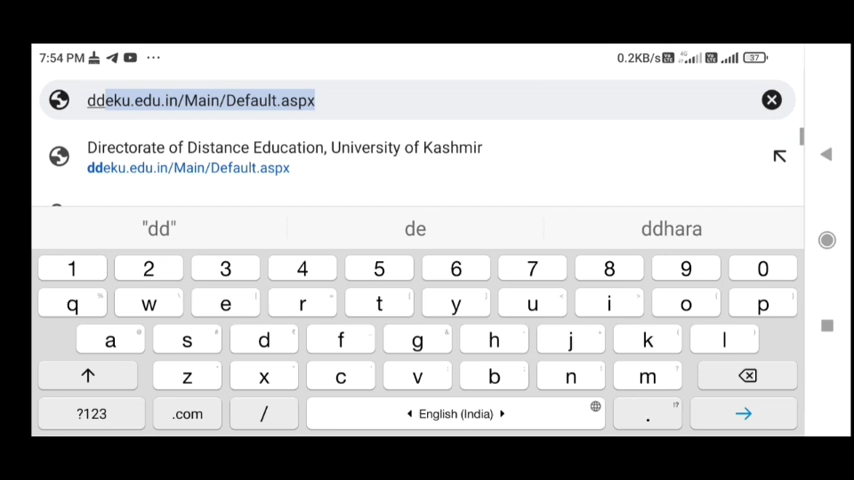 7:54 PM ... 0.2KB/s 4G 37
ddeku.edu.in/Main/Default.aspx
Directorate of Distance Education, University of Kashmir
ddeku.edu.in/Main/Default.aspx
"dd" de ddhara
1 2 3 4 5 6 7 8 9 0
q w e r t y u i o p
a s d f g h j k l
z x c v b n m
?123 .com / English (India) .